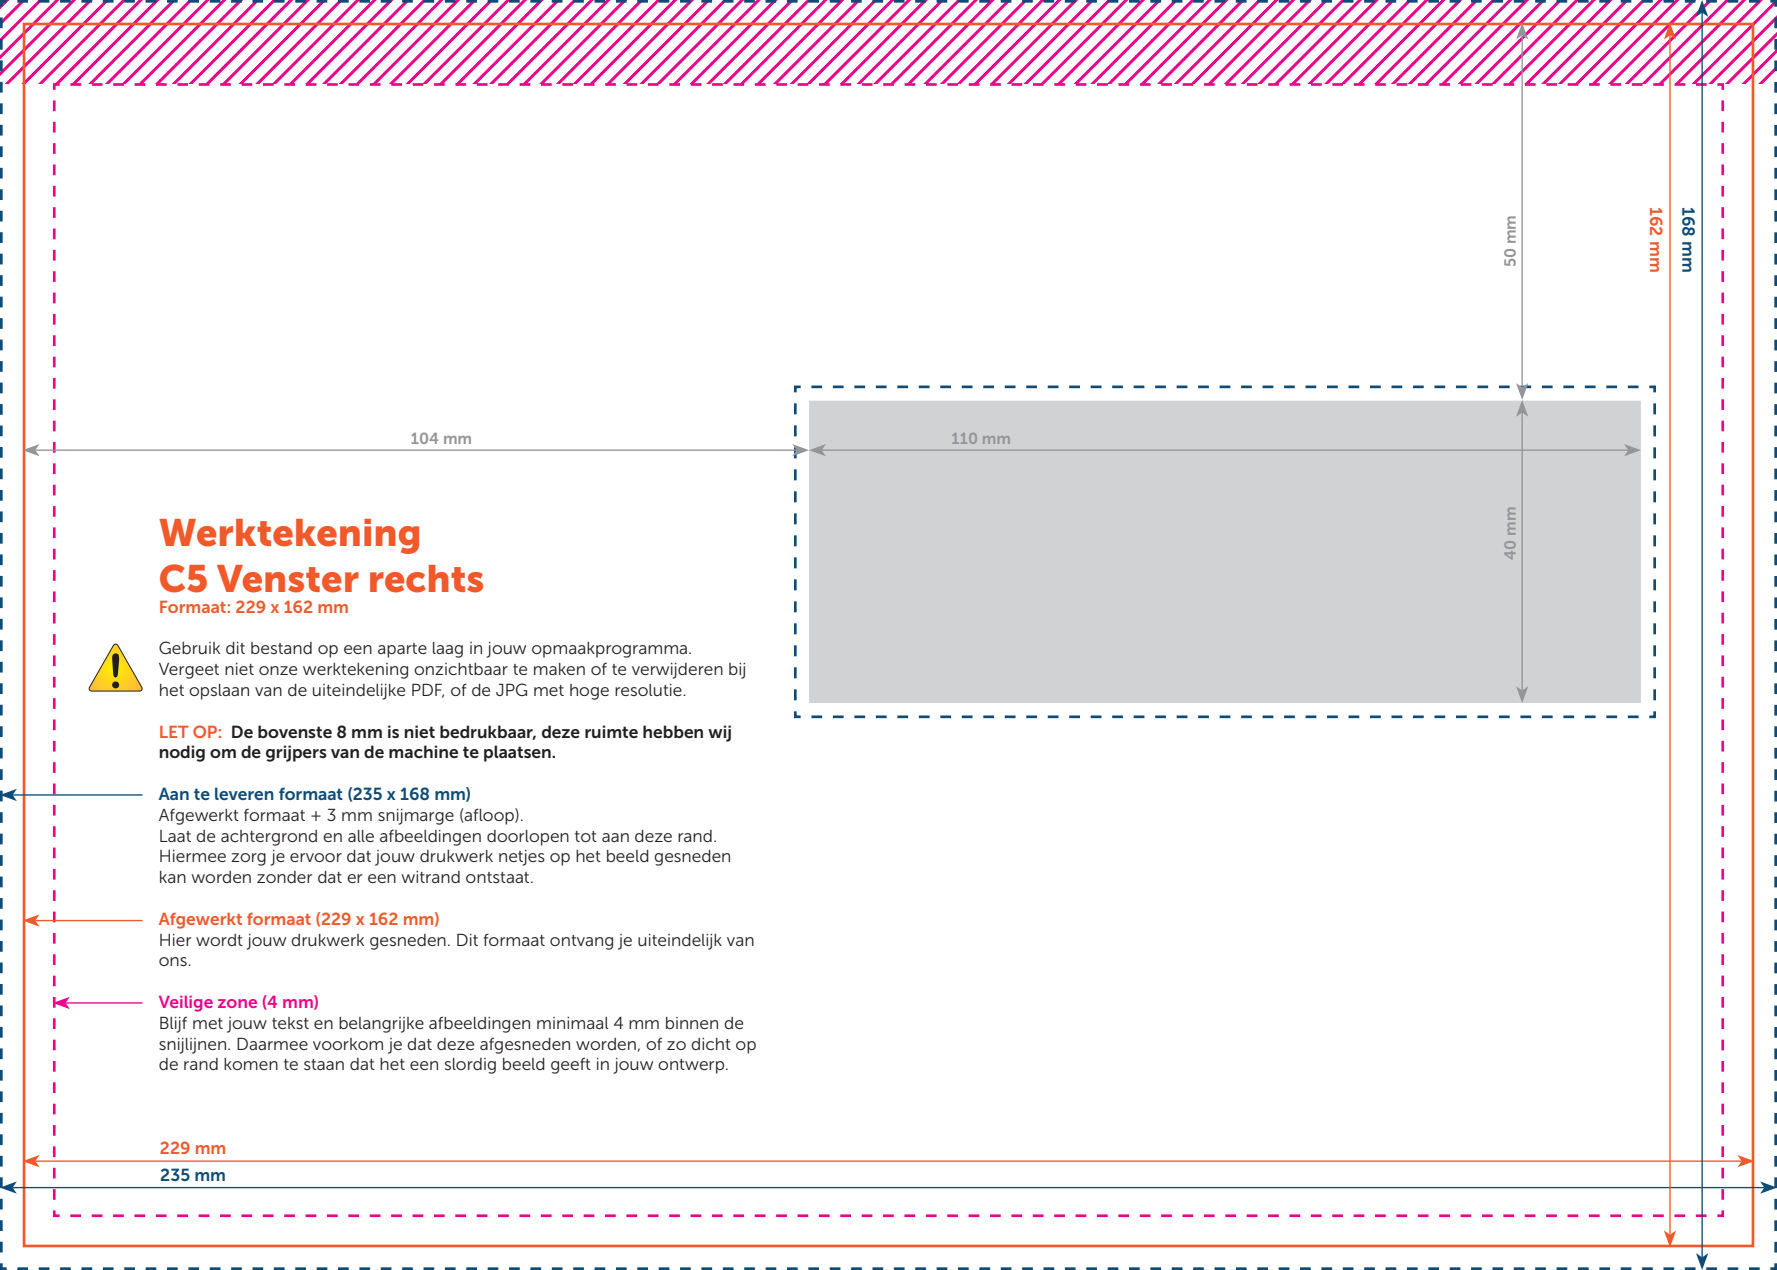 50 mm
162 mm
168 mm
104 mm
110 mm
40 mm
Werktekening
C5 Venster rechts
Formaat: 229 x 162 mm
Gebruik dit bestand op een aparte laag in jouw opmaakprogramma.
Vergeet niet onze werktekening onzichtbaar te maken of te verwijderen bij
het opslaan van de uiteindelijke PDF, of de JPG met hoge resolutie.
LET OP: De bovenste 8 mm is niet bedrukbaar, deze ruimte hebben wij
nodig om de grijpers van de machine te plaatsen.
Aan te leveren formaat (235 x 168 mm)
Afgewerkt formaat + 3 mm snijmarge (afloop).
Laat de achtergrond en alle afbeeldingen doorlopen tot aan deze rand.
Hiermee zorg je ervoor dat jouw drukwerk netjes op het beeld gesneden
kan worden zonder dat er een witrand ontstaat.
Afgewerkt formaat (229 x 162 mm)
Hier wordt jouw drukwerk gesneden. Dit formaat ontvang je uiteindelijk van
ons.
Veilige zone (4 mm)
Blijf met jouw tekst en belangrijke afbeeldingen minimaal 4 mm binnen de
snijlijnen. Daarmee voorkom je dat deze afgesneden worden, of zo dicht op
de rand komen te staan dat het een slordig beeld geeft in jouw ontwerp.
229 mm
235 mm